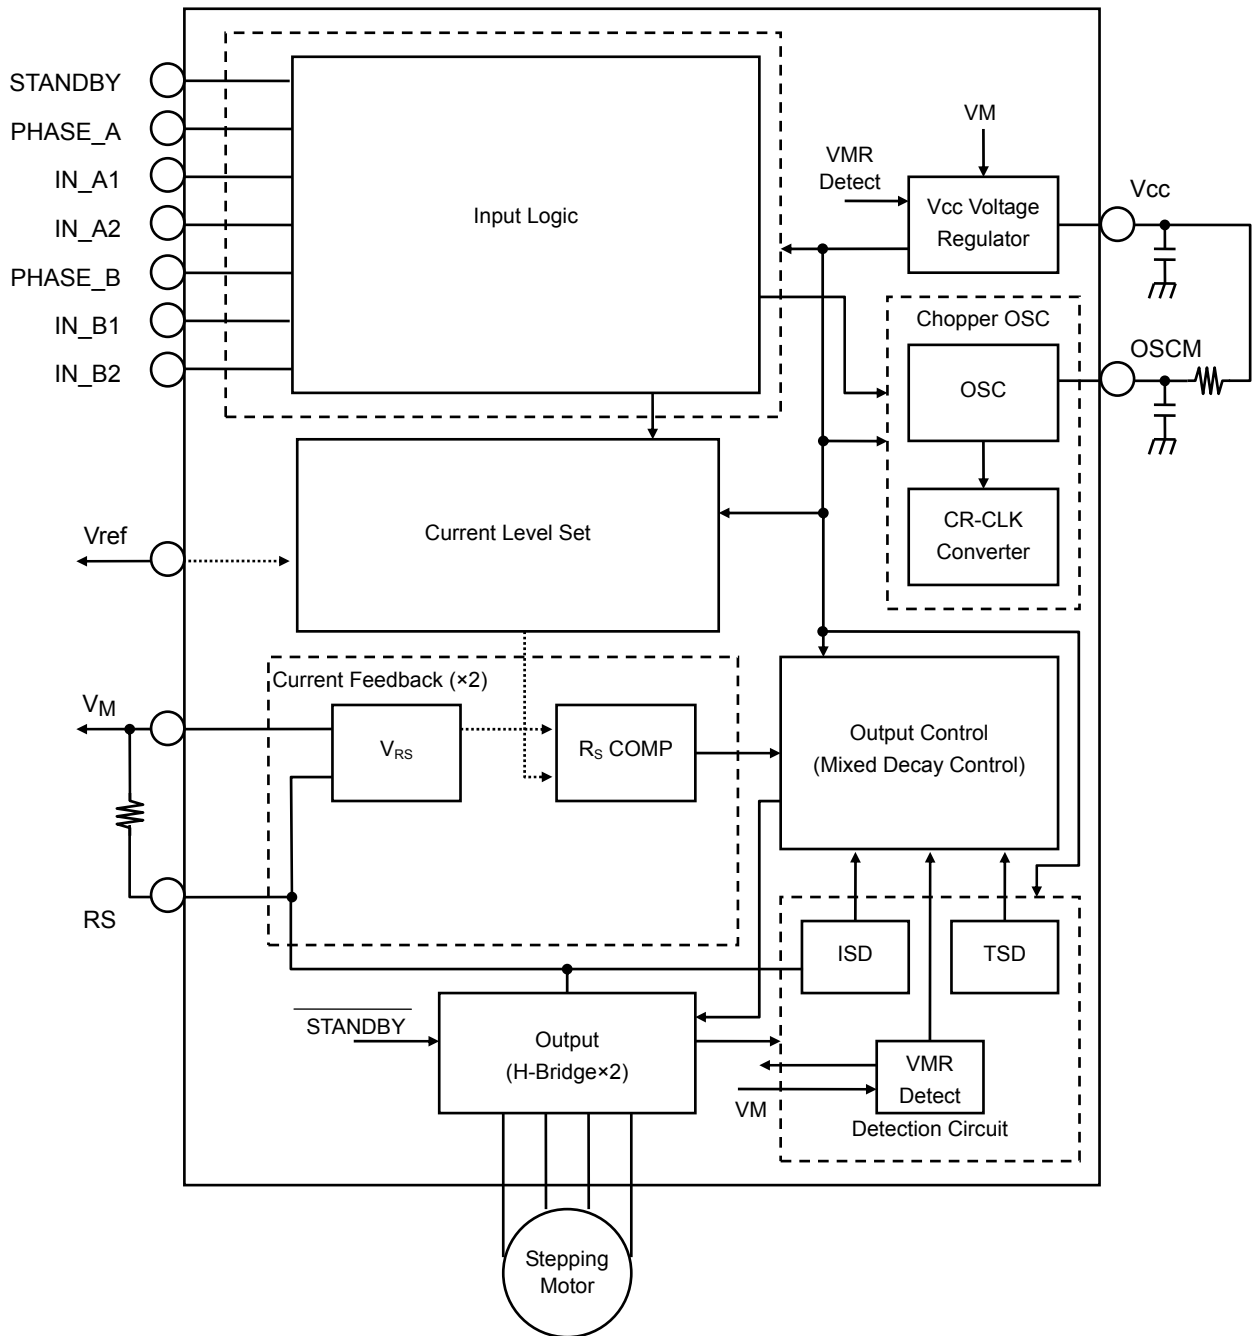 STANDBY
PHASE_A
IN_A1
IN_A2
PHASE_B
IN_B1
IN_B2
Input Logic
VM
VMR
Detect
Vcc Voltage
Regulator
Vcc
Chopper OSC
OSC
OSCM
CR-CLK
Converter
Vref
Current Level Set
Current Feedback (×2)
VM
VRS
RS COMP
Output Control
(Mixed Decay Control)
RS
ISD
TSD
STANDBY
Output
(H-Bridge×2)
VMR
Detect
VM
Detection Circuit
Stepping
Motor